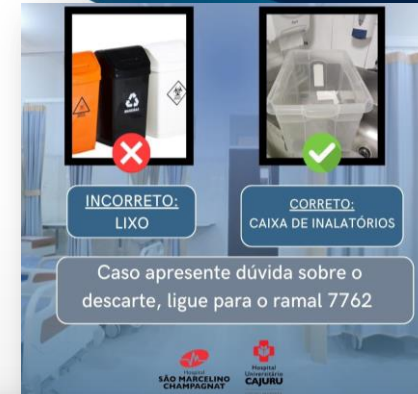 INCORRETO:
LIXO
CORRETO:
CAIXA DE INALATÓRIOS
Caso apresente dúvida sobre o
descarte, ligue para o ramal 7762
Hospital
SÃO MARCELINO
CHAMPAGNAT
Hospital
Universitário
CAJURU